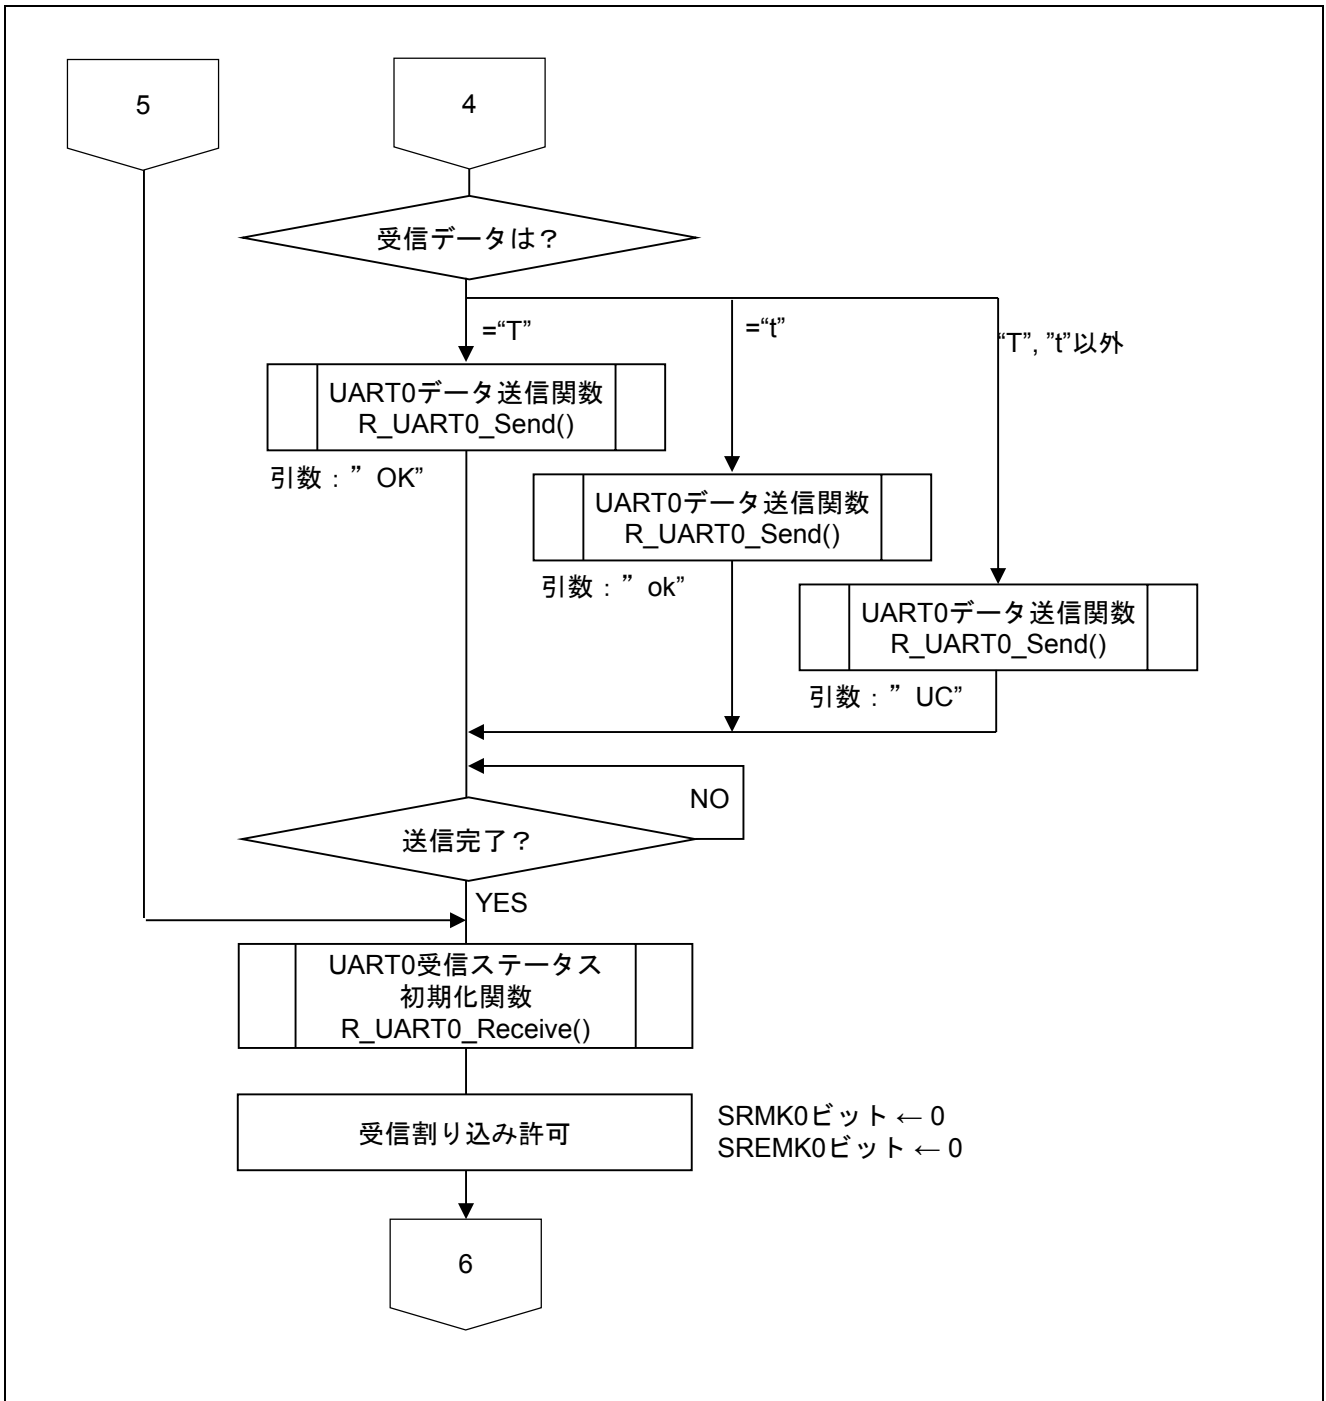 5
4
受信データは？
=“T”
=“t”
“T”, ”t”以外
UART0データ送信関数
R_UART0_Send()
引数：”OK”
UART0データ送信関数
R_UART0_Send()
引数：”ok”
UART0データ送信関数
R_UART0_Send()
引数：”UC”
NO
送信完了？
YES
UART0受信ステータス
初期化関数
R_UART0_Receive()
受信割り込み許可
SRMK0ビット ← 0
SREMK0ビット ← 0
6